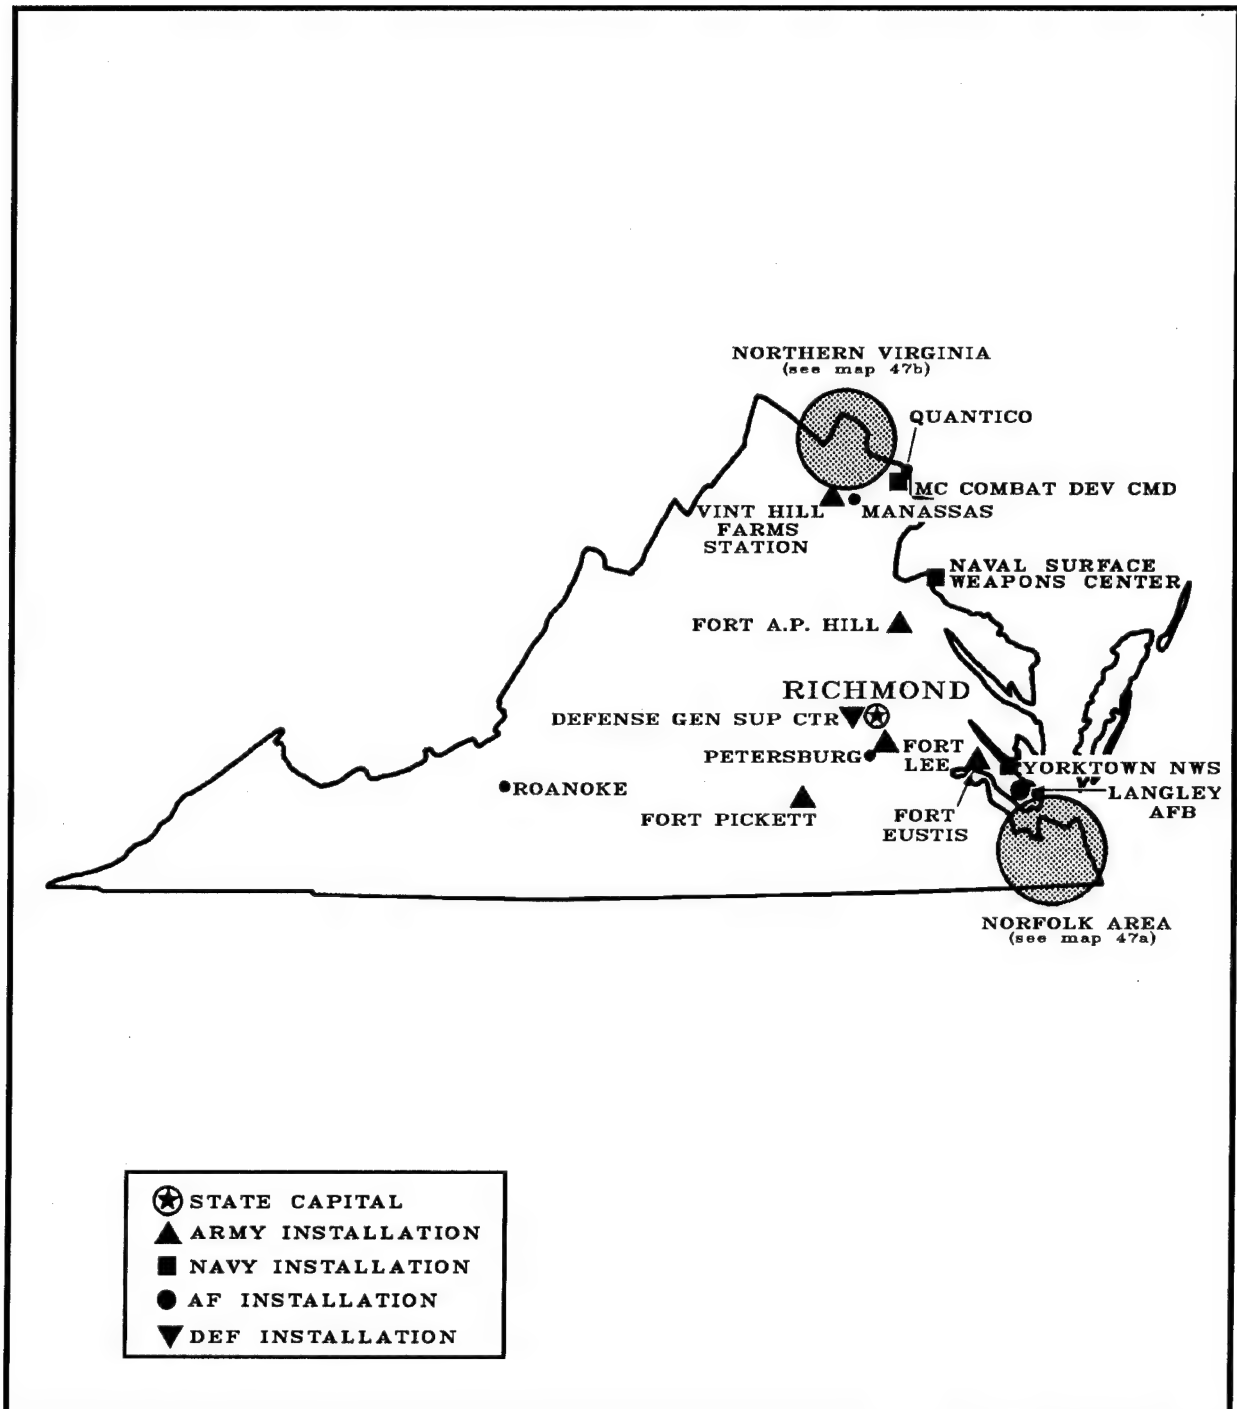 NORTHERN VIRGINIA
(see map 47b)
QUANTICO
MC COMBAT DEV CMD
VINT HILL
FARMS
STATION
MANASSAS
NAVAL SURFACE
WEAPONS CENTER
FORT A.P. HILL
RICHMOND
DEFENSE GEN SUP CTR
PETERSBURG
FORT
LEE
YORKTOWN NWS
ROANOKE
LANGLEY
AFB
FORT PICKETT
FORT
EUSTIS
NORFOLK AREA
(see map 47a)
STATE CAPITAL
ARMY INSTALLATION
NAVY INSTALLATION
AF INSTALLATION
DEF INSTALLATION